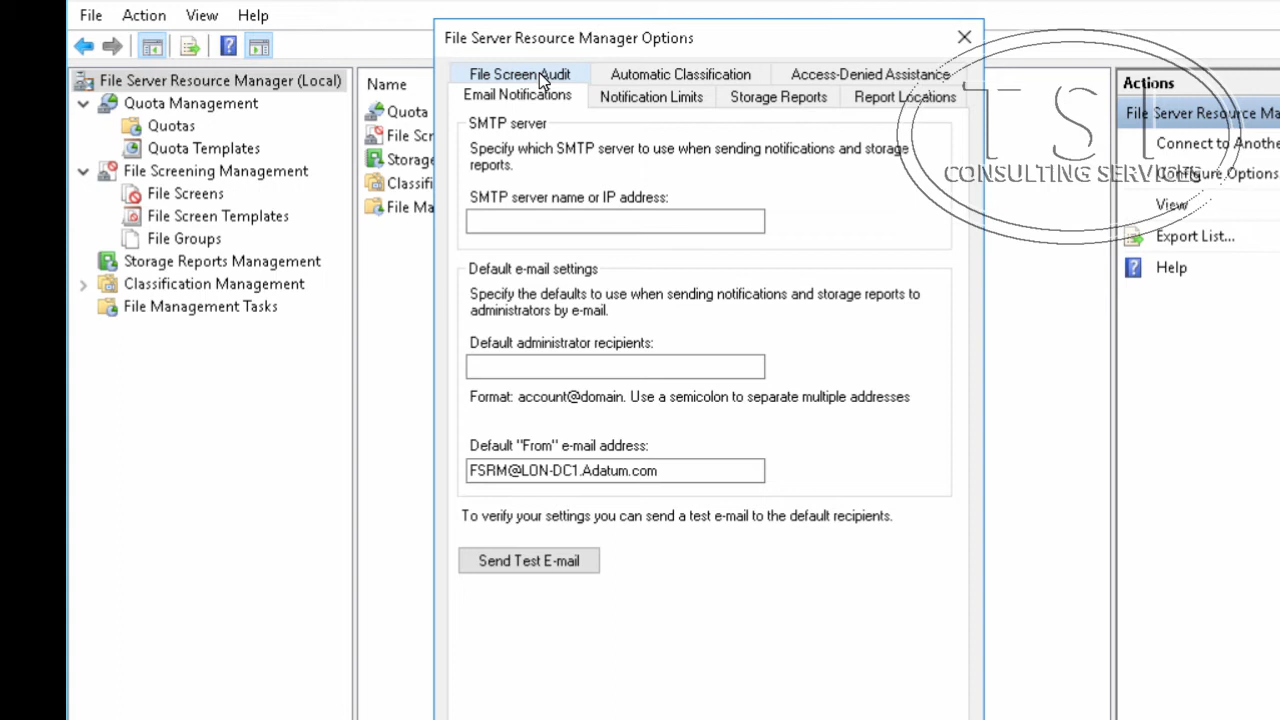 File Action View Help
File Server Resource Manager Options
File Server Resource Manager (Local)
Quota Management
Quotas
Quota Templates
File Screening Management
File Screens
File Screen Templates
File Groups
Storage Reports Management
Classification Management
File Management Tasks
Name
Quota
File Scr
Storage
Classifi
File Ma
File Screen Audit Automatic Classification Access-Denied Assistance
Email Notifications Notification Limits Storage Reports Report Locations
SMTP server
Specify which SMTP server to use when sending notifications and storage
reports.
SMTP server name or IP address:
Default e-mail settings
Specify the defaults to use when sending notifications and storage reports to
administrators by e-mail.
Default administrator recipients:
Format: account@domain. Use a semicolon to separate multiple addresses
Default "From" e-mail address:
FSRM@LON-DC1.Adatum.com
To verify your settings you can send a test e-mail to the default recipients.
Send Test E-mail
TSI
CONSULTING SERVICES
Actions
File Server Resource Ma
Connect to Anothe
Configure Options
View
Export List...
Help